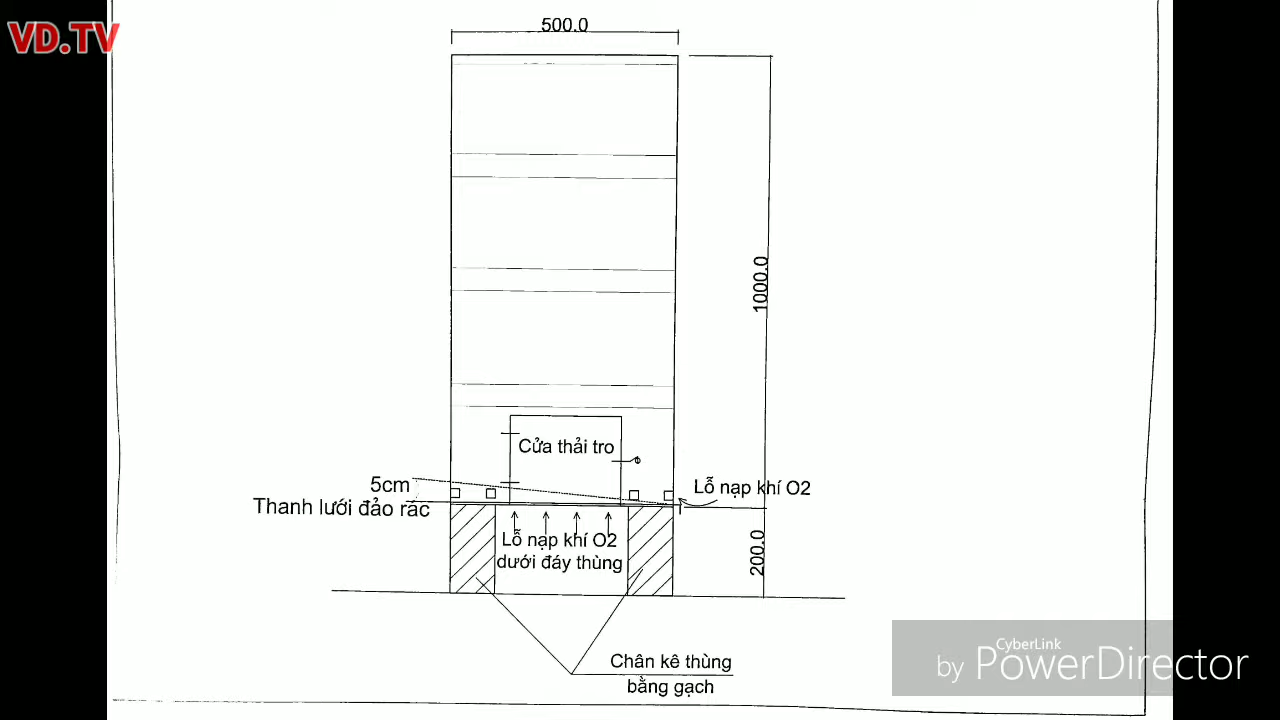 VD.TV
500.0
1000.0
Cửa thải tro
5cm
Lỗ nạp khí O2
Thanh lưới đảo rác
Lỗ nạp khí O2
dưới đáy thùng
200.0
Chân kê thùng
bằng gạch
CyberLink
by PowerDirector